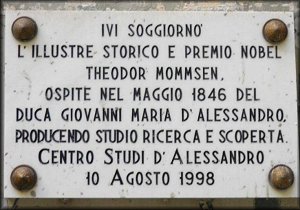 IVI SOGGIORNÒ
L'ILLUSTRE STORICO E PREMIO NOBEL
THEODOR MOMMSEN,
OSPITE NEL MAGGIO 1846 DEL
DUCA GIOVANNI MARIA D'ALESSANDRO,
PRODUCENDO STUDIO RICERCA E SCOPERTA.
CENTRO STUDI D'ALESSANDRO
10 AGOSTO 1998